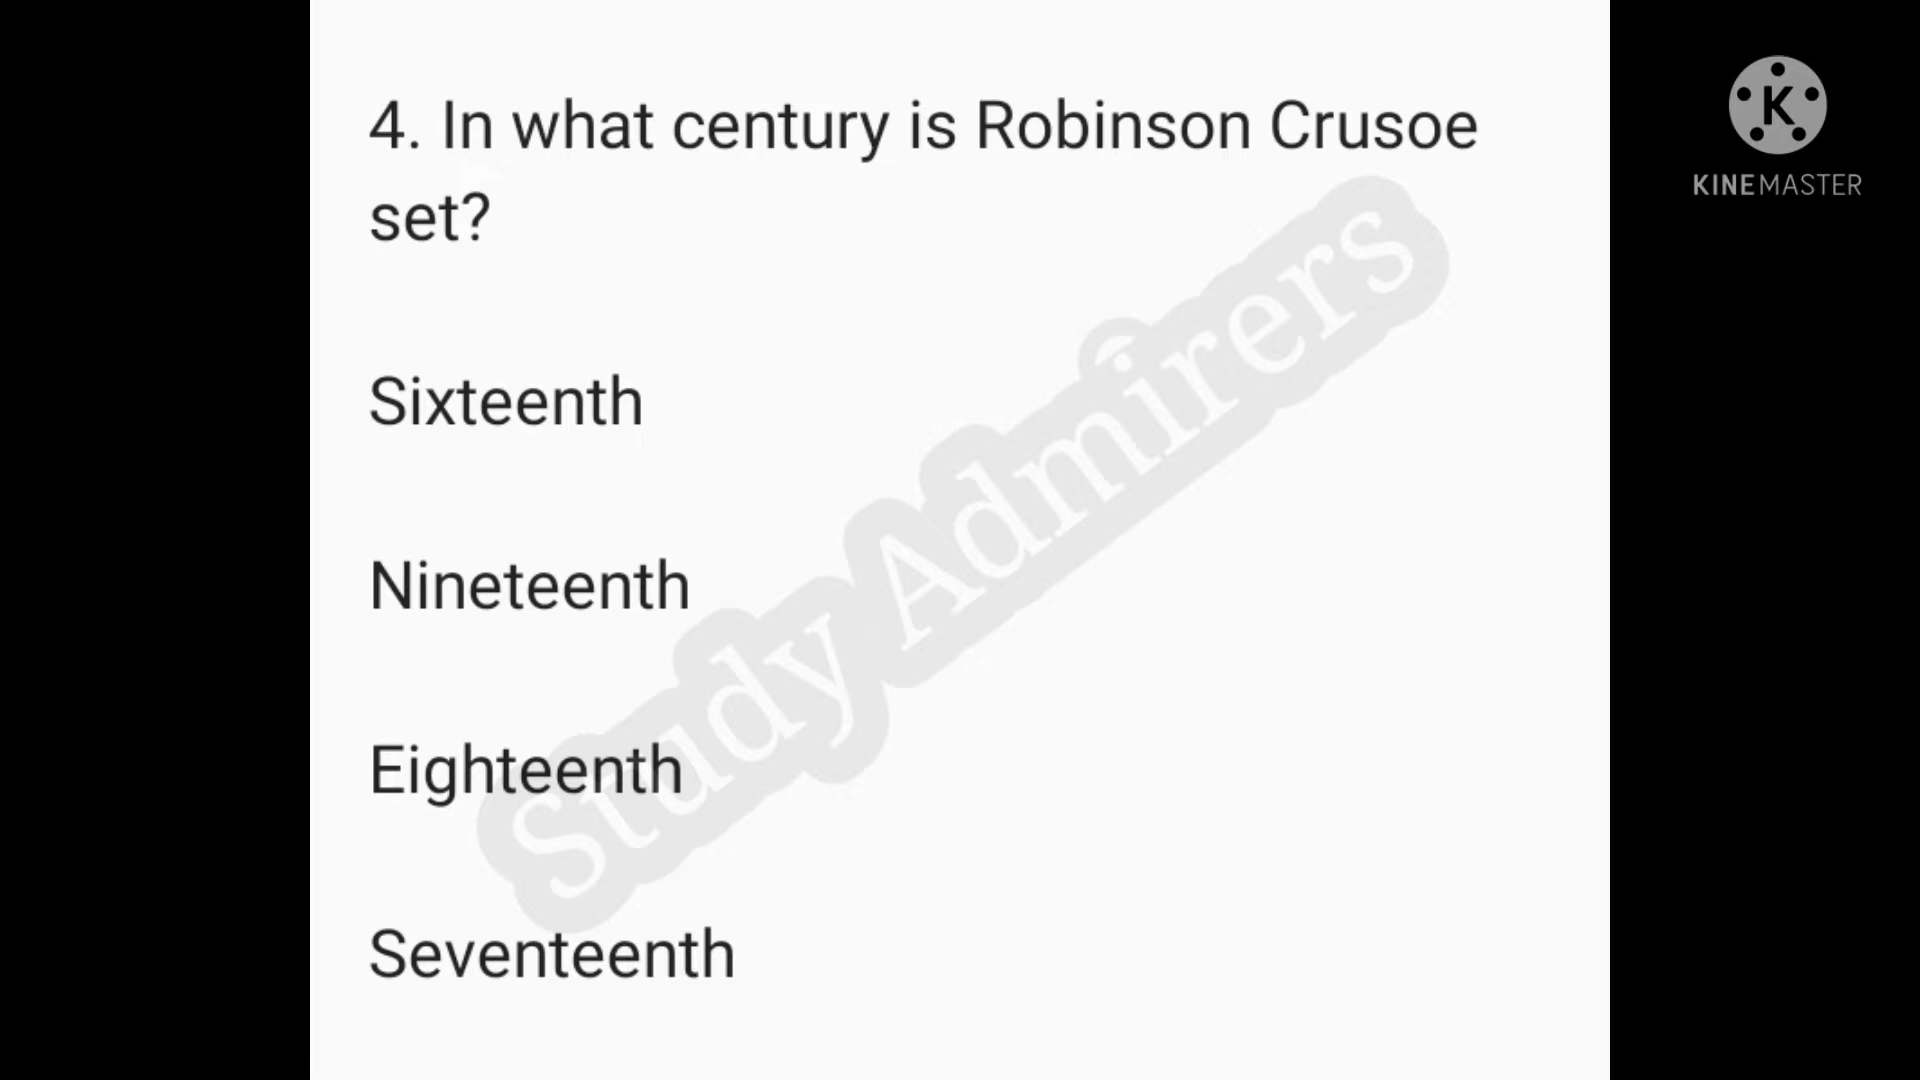 4. In what century is Robinson Crusoe
set?
Sixteenth
Nineteenth
Eighteenth
Seventeenth
Study Admirers
K
KINEMASTER